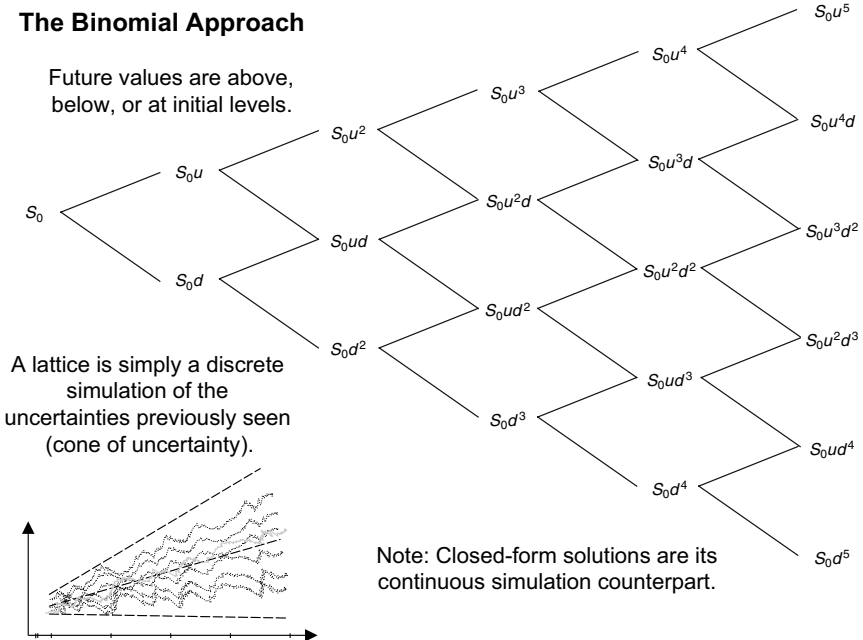 The Binomial Approach
Future values are above,
below, or at initial levels.
S₀
S₀u
S₀d
S₀u²
S₀ud
S₀d²
S₀u³
S₀u²d
S₀ud²
S₀d³
S₀u⁴
S₀u³d
S₀u²d²
S₀ud³
S₀d⁴
S₀u⁵
S₀u⁴d
S₀u³d²
S₀u²d³
S₀ud⁴
S₀d⁵
A lattice is simply a discrete
simulation of the
uncertainties previously seen
(cone of uncertainty).
Note: Closed-form solutions are its
continuous simulation counterpart.